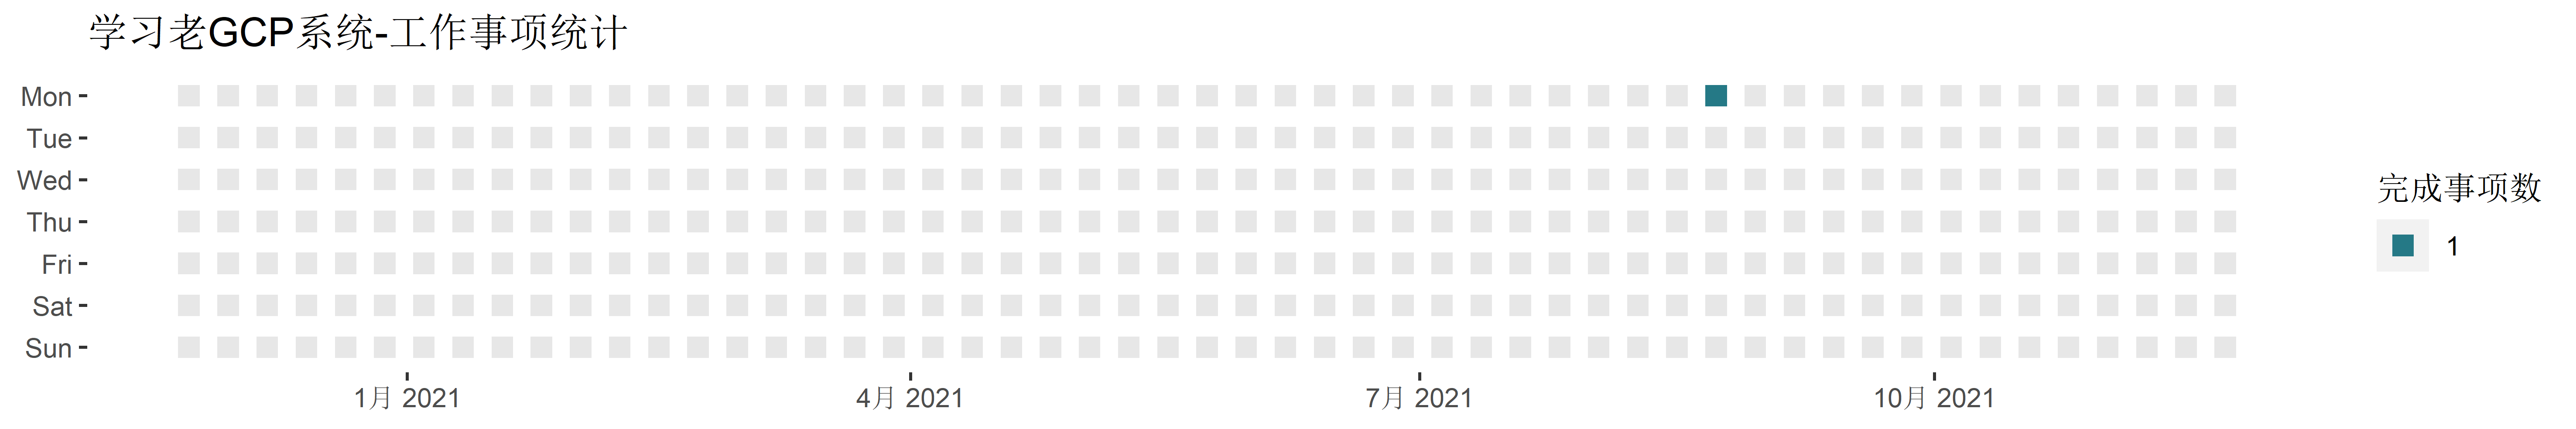 学习老GCP系统-工作事项统计
Mon
Tue
Wed
Thu
Fri
Sat
Sun
1月 2021
4月 2021
7月 2021
10月 2021
完成事项数
1